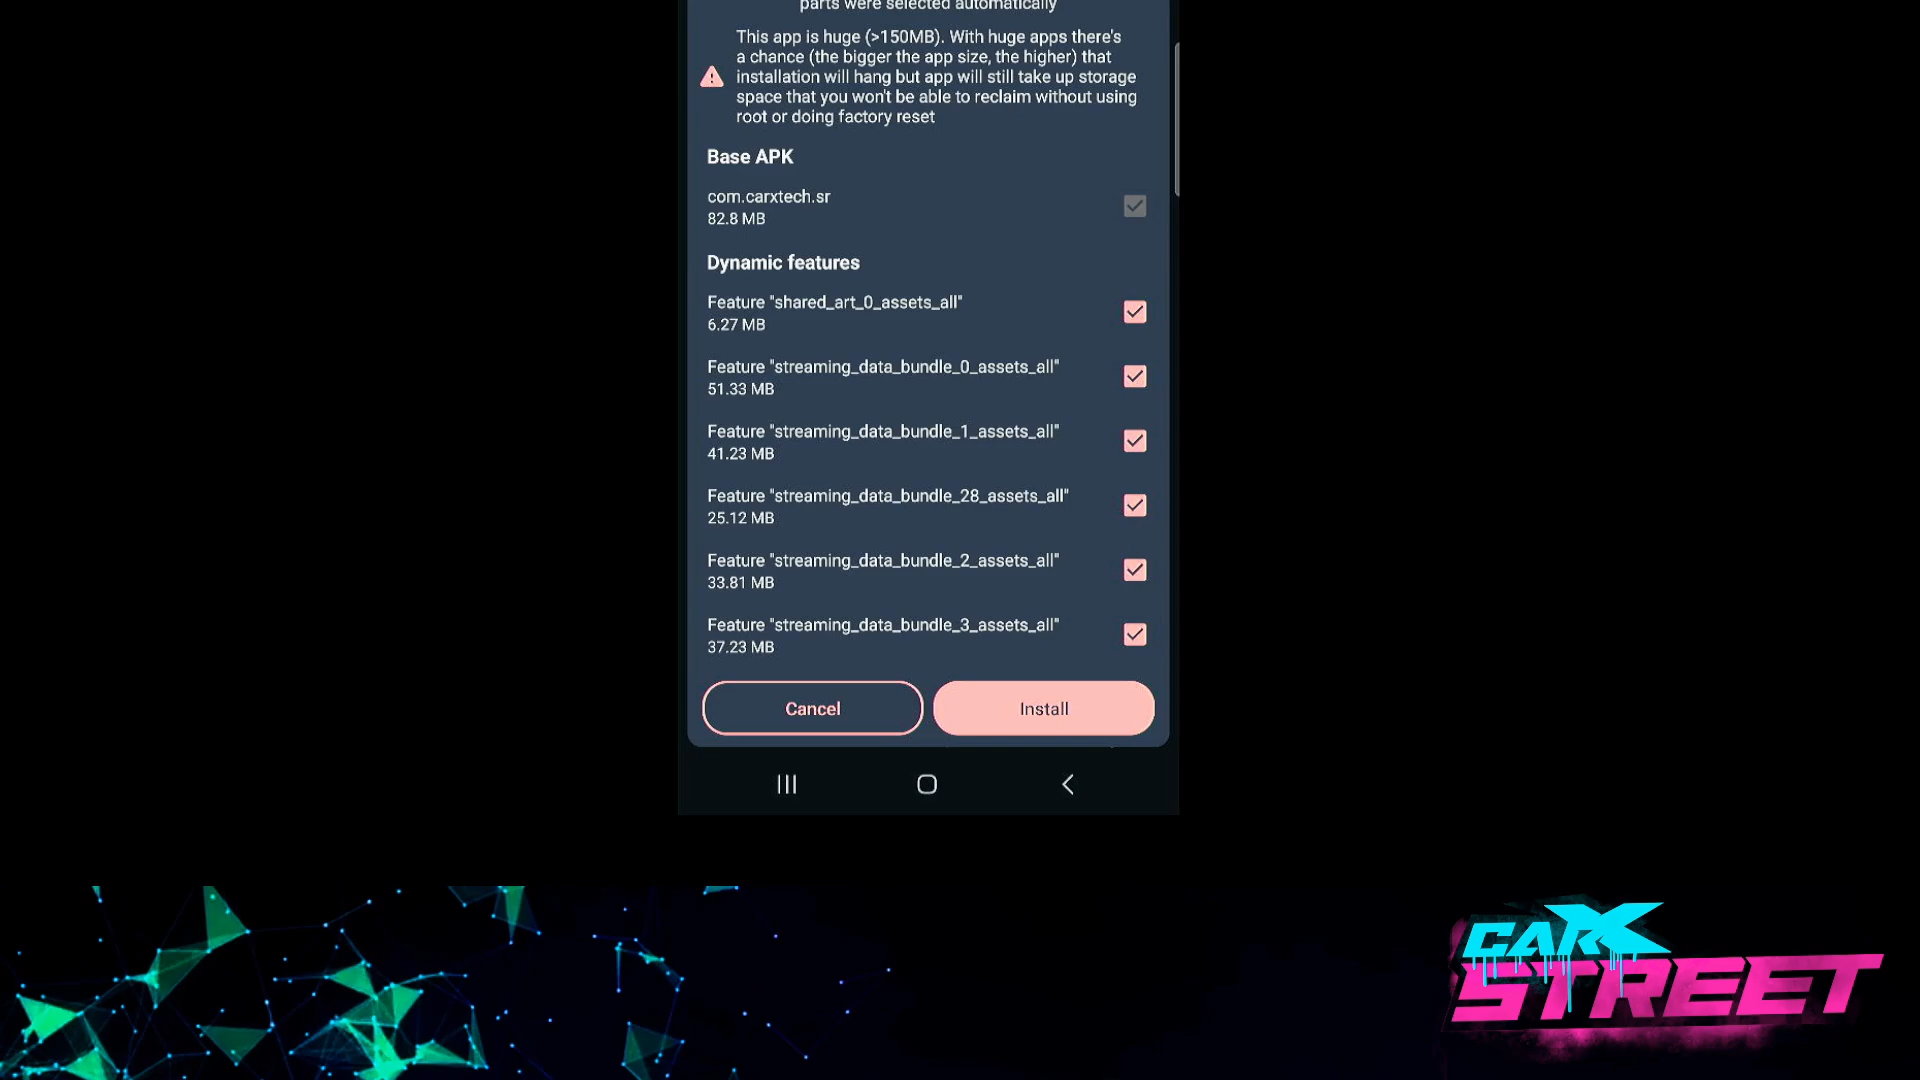 parts were selected automatically
This app is huge (>150MB). With huge apps there's
a chance (the bigger the app size, the higher) that
installation will hang but app will still take up storage
space that you won't be able to reclaim without using
root or doing factory reset
Base APK
com.carxtech.sr
82.8 MB
Dynamic features
Feature "shared_art_0_assets_all"
6.27 MB
Feature "streaming_data_bundle_0_assets_all"
51.33 MB
Feature "streaming_data_bundle_1_assets_all"
41.23 MB
Feature "streaming_data_bundle_28_assets_all"
25.12 MB
Feature "streaming_data_bundle_2_assets_all"
33.81 MB
Feature "streaming_data_bundle_3_assets_all"
37.23 MB
Cancel
Install
CARX
STREET